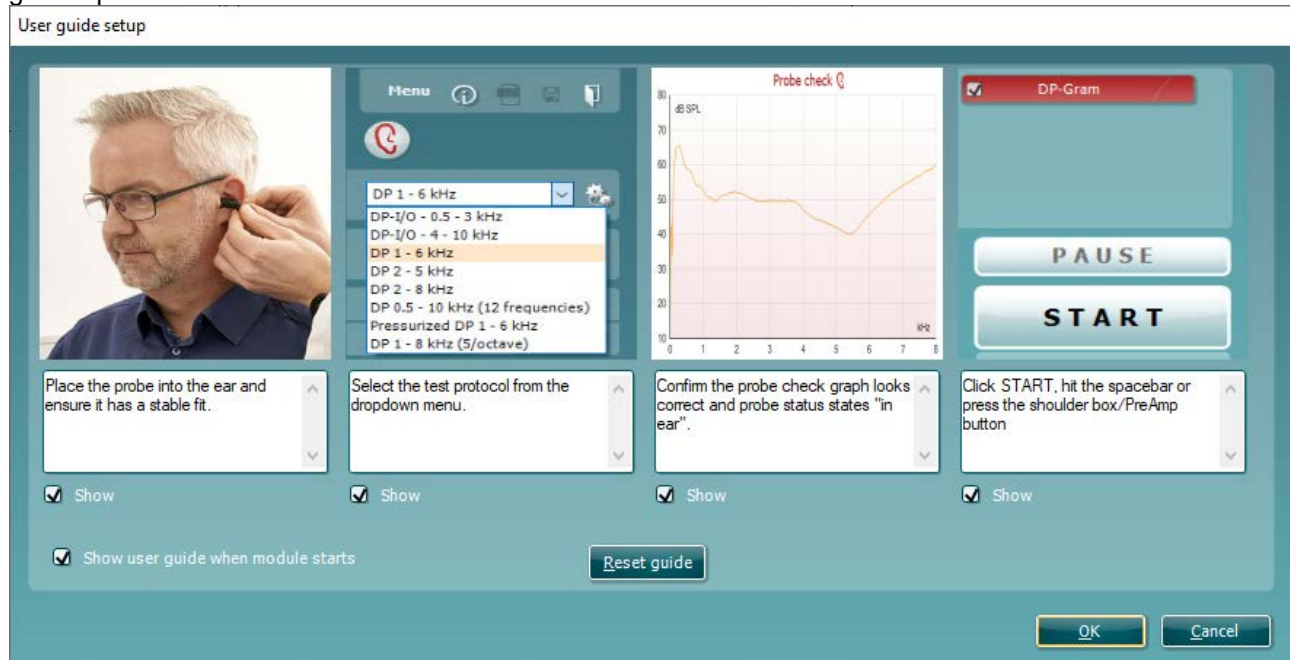 User guide setup
Menu
DP 1 - 6 kHz
DP-I/O - 0.5 - 3 kHz
DP-I/O - 4 - 10 kHz
DP 1 - 6 kHz
DP 2 - 5 kHz
DP 2 - 8 kHz
DP 0.5 - 10 kHz (12 frequencies)
Pressurized DP 1 - 6 kHz
DP 1 - 8 kHz (5/octave)
Probe check
dB SPL
80
70
60
50
40
30
20
10
kHz
0 1 2 3 4 5 6 7 8
DP-Gram
PAUSE
START
Place the probe into the ear and
ensure it has a stable fit.
Select the test protocol from the
dropdown menu.
Confirm the probe check graph looks
correct and probe status states "in
ear".
Click START, hit the spacebar or
press the shoulder box/PreAmp
button
Show
Show
Show
Show
Show user guide when module starts
Reset guide
OK
Cancel